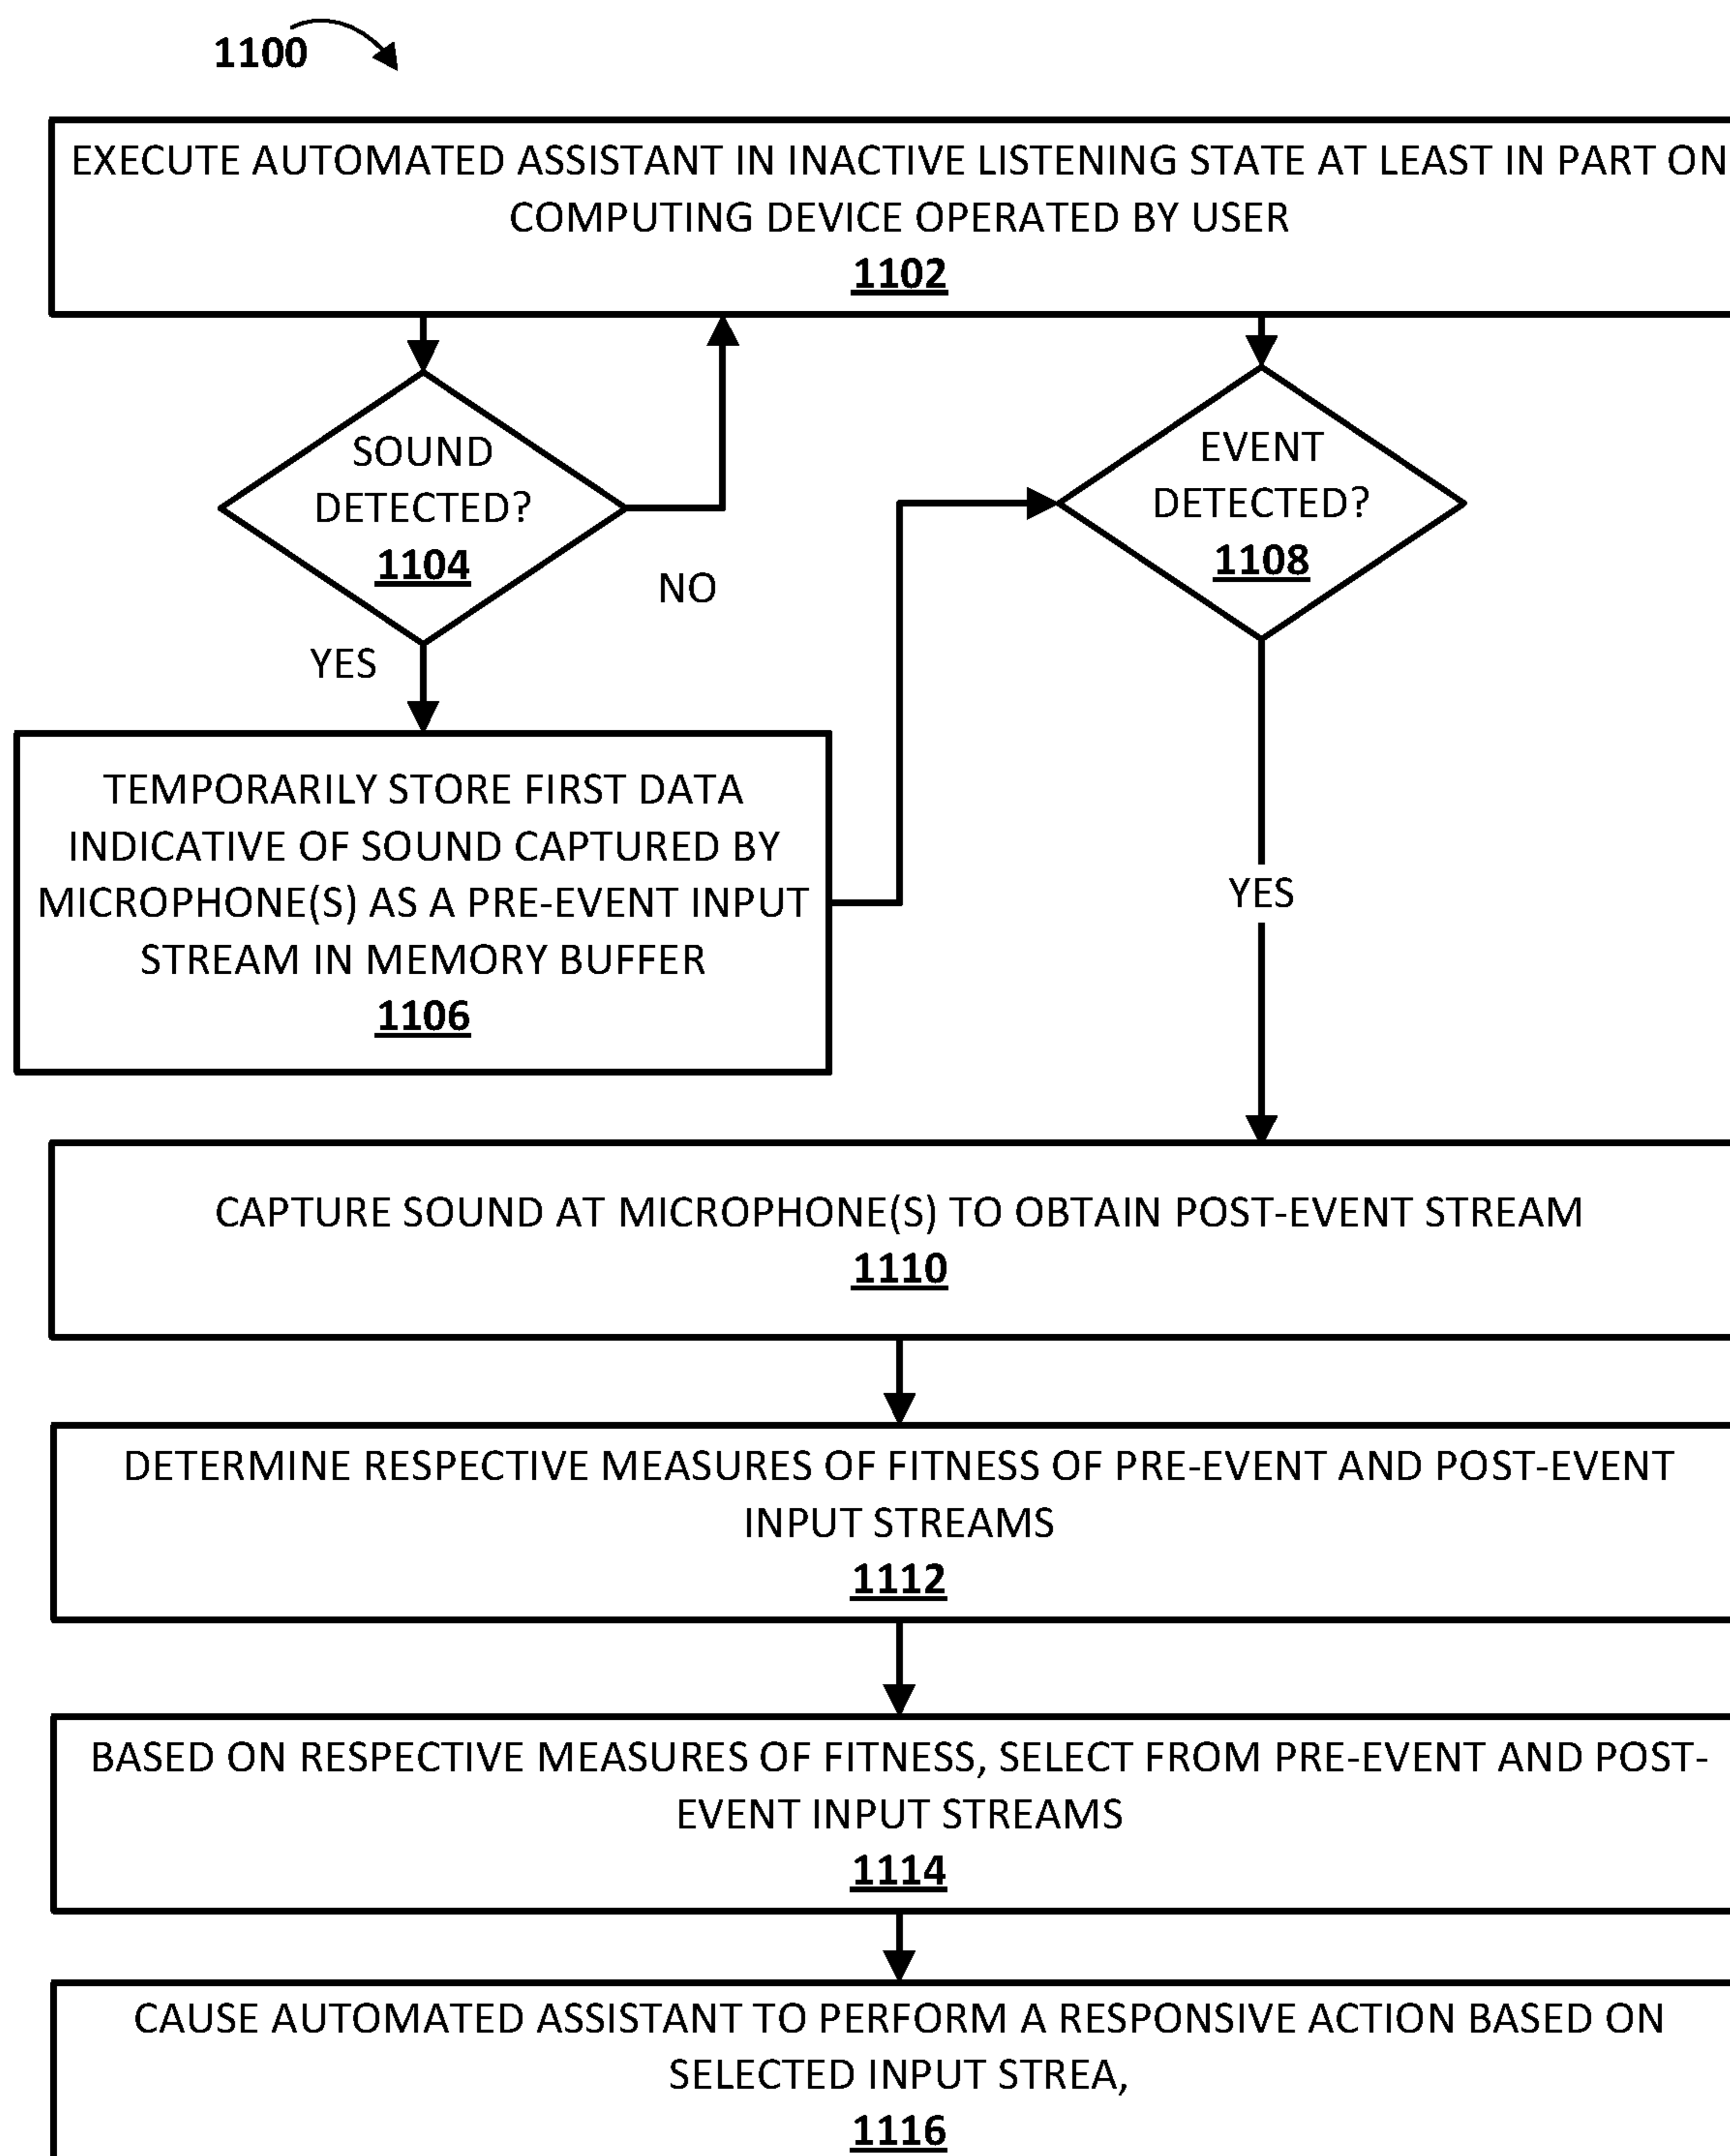 1100
EXECUTE AUTOMATED ASSISTANT IN INACTIVE LISTENING STATE AT LEAST IN PART ON
COMPUTING DEVICE OPERATED BY USER
1102
SOUND
DETECTED?
1104
NO
YES
EVENT
DETECTED?
1108
TEMPORARILY STORE FIRST DATA
INDICATIVE OF SOUND CAPTURED BY
MICROPHONE(S) AS A PRE-EVENT INPUT
STREAM IN MEMORY BUFFER
1106
YES
CAPTURE SOUND AT MICROPHONE(S) TO OBTAIN POST-EVENT STREAM
1110
DETERMINE RESPECTIVE MEASURES OF FITNESS OF PRE-EVENT AND POST-EVENT
INPUT STREAMS
1112
BASED ON RESPECTIVE MEASURES OF FITNESS, SELECT FROM PRE-EVENT AND POST-
EVENT INPUT STREAMS
1114
CAUSE AUTOMATED ASSISTANT TO PERFORM A RESPONSIVE ACTION BASED ON
SELECTED INPUT STREA,
1116